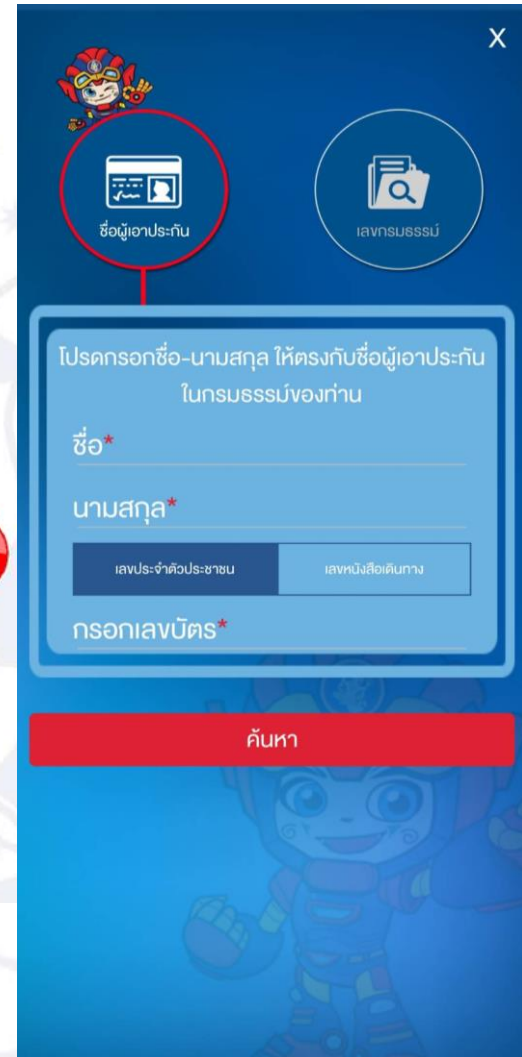 X
ชื่อผู้เอาประกัน
เลขกรมธรรม์
โปรดกรอกชื่อ-นามสกุล ให้ตรงกับชื่อผู้เอาประกัน
ในกรมธรรม์ของท่าน
ชื่อ*
นามสกุล*
เลขประจำตัวประชาชน
เลขหนังสือเดินทาง
กรอกเลขบัตร*
ค้นหา